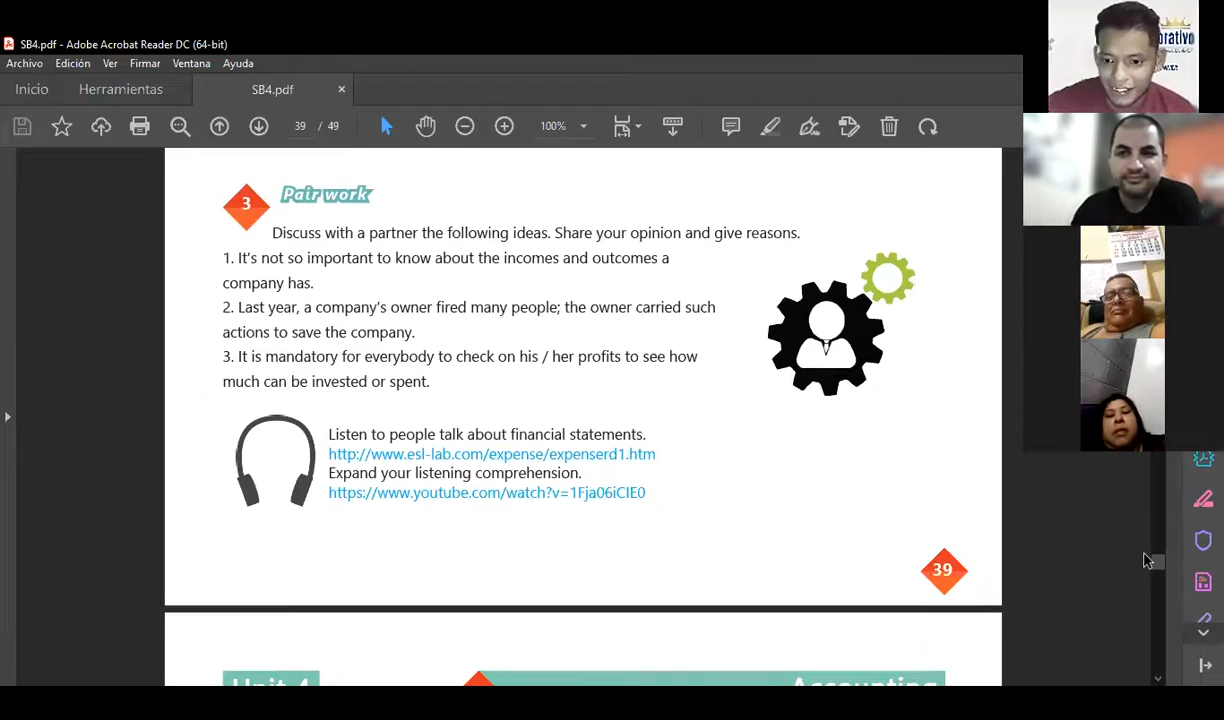 SB4.pdf - Adobe Acrobat Reader DC (64-bit)
Archivo Edición Ver Firmar Ventana Ayuda
Inicio Herramientas SB4.pdf ×
39 / 49 100%
3 Pair work
Discuss with a partner the following ideas. Share your opinion and give reasons.
1. It's not so important to know about the incomes and outcomes a
company has.
2. Last year, a company's owner fired many people; the owner carried such
actions to save the company.
3. It is mandatory for everybody to check on his / her profits to see how
much can be invested or spent.
Listen to people talk about financial statements.
http://www.esl-lab.com/expense/expenserd1.htm
Expand your listening comprehension.
https://www.youtube.com/watch?v=1Fja06iCIE0
39
Unit 4 Accounting